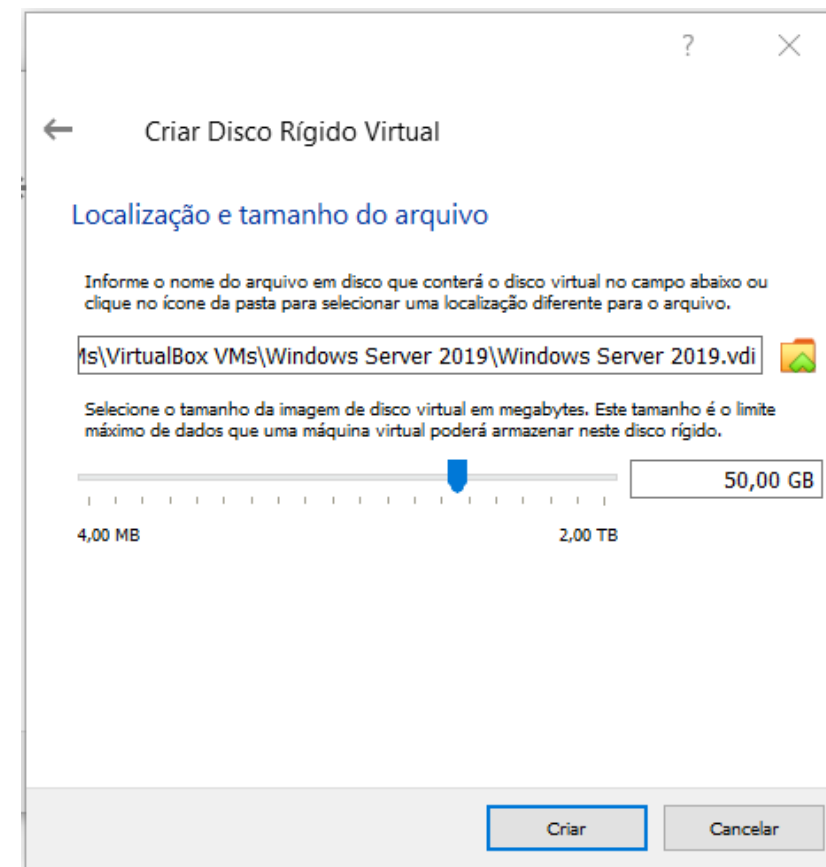 ?
Criar Disco Rígido Virtual
Localização e tamanho do arquivo
Informe o nome do arquivo em disco que conterá o disco virtual no campo abaixo ou
clique no ícone da pasta para selecionar uma localização diferente para o arquivo.
Ms\VirtualBox VMs\Windows Server 2019\Windows Server 2019.vdi
Selecione o tamanho da imagem de disco virtual em megabytes. Este tamanho é o limite
máximo de dados que uma máquina virtual poderá armazenar neste disco rígido.
50,00 GB
4,00 MB 2,00 TB
Criar Cancelar